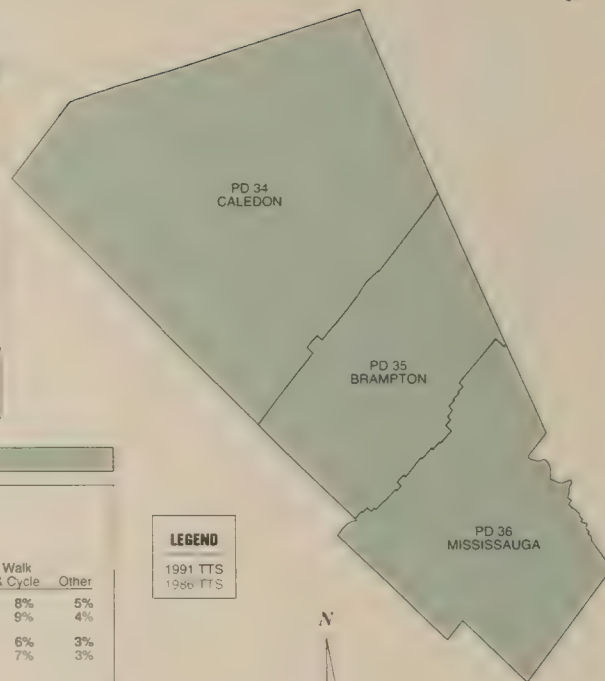 PD 34
CALEDON
PD 35
BRAMPTON
PD 36
MISSISSAUGA
LEGEND
1991 TTS
1986 TTS
Walk
& Cycle Other
8% 5%
9% 4%
6% 3%
7% 3%
N